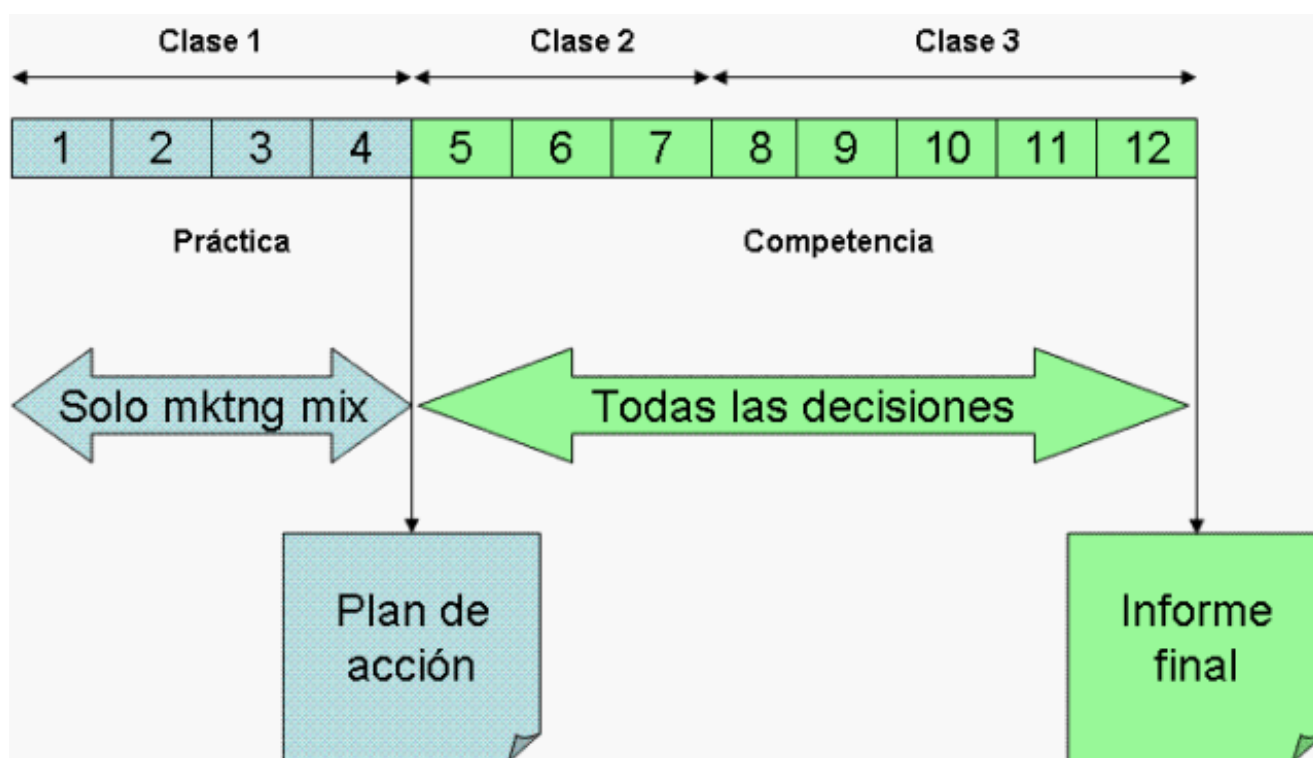 Clase 1 Clase 2 Clase 3
1 2 3 4 5 6 7 8 9 10 11 12
Práctica Competencia
Solo mktng mix Todas las decisiones
Plan de
acción
Informe
final